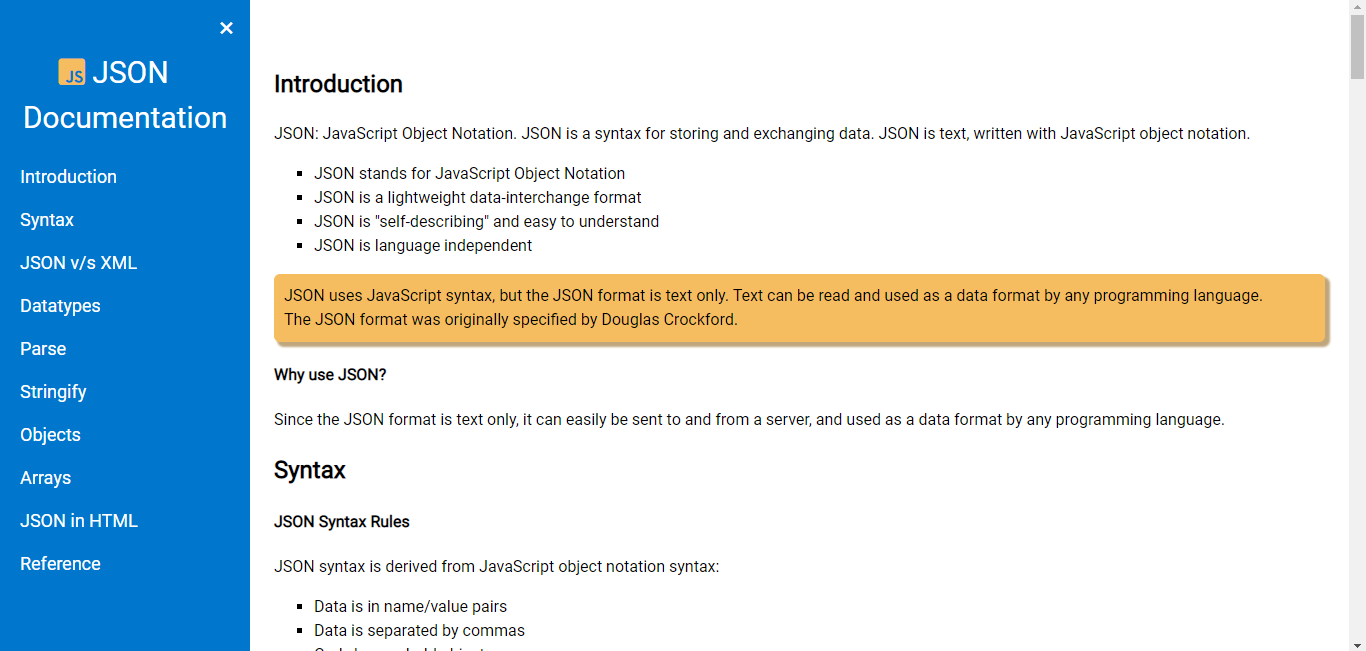 ×
JS JSON
Documentation
Introduction
Syntax
JSON v/s XML
Datatypes
Parse
Stringify
Objects
Arrays
JSON in HTML
Reference
Introduction
JSON: JavaScript Object Notation. JSON is a syntax for storing and exchanging data. JSON is text, written with JavaScript object notation.
JSON stands for JavaScript Object Notation
JSON is a lightweight data-interchange format
JSON is "self-describing" and easy to understand
JSON is language independent
JSON uses JavaScript syntax, but the JSON format is text only. Text can be read and used as a data format by any programming language.
The JSON format was originally specified by Douglas Crockford.
Why use JSON?
Since the JSON format is text only, it can easily be sent to and from a server, and used as a data format by any programming language.
Syntax
JSON Syntax Rules
JSON syntax is derived from JavaScript object notation syntax:
Data is in name/value pairs
Data is separated by commas